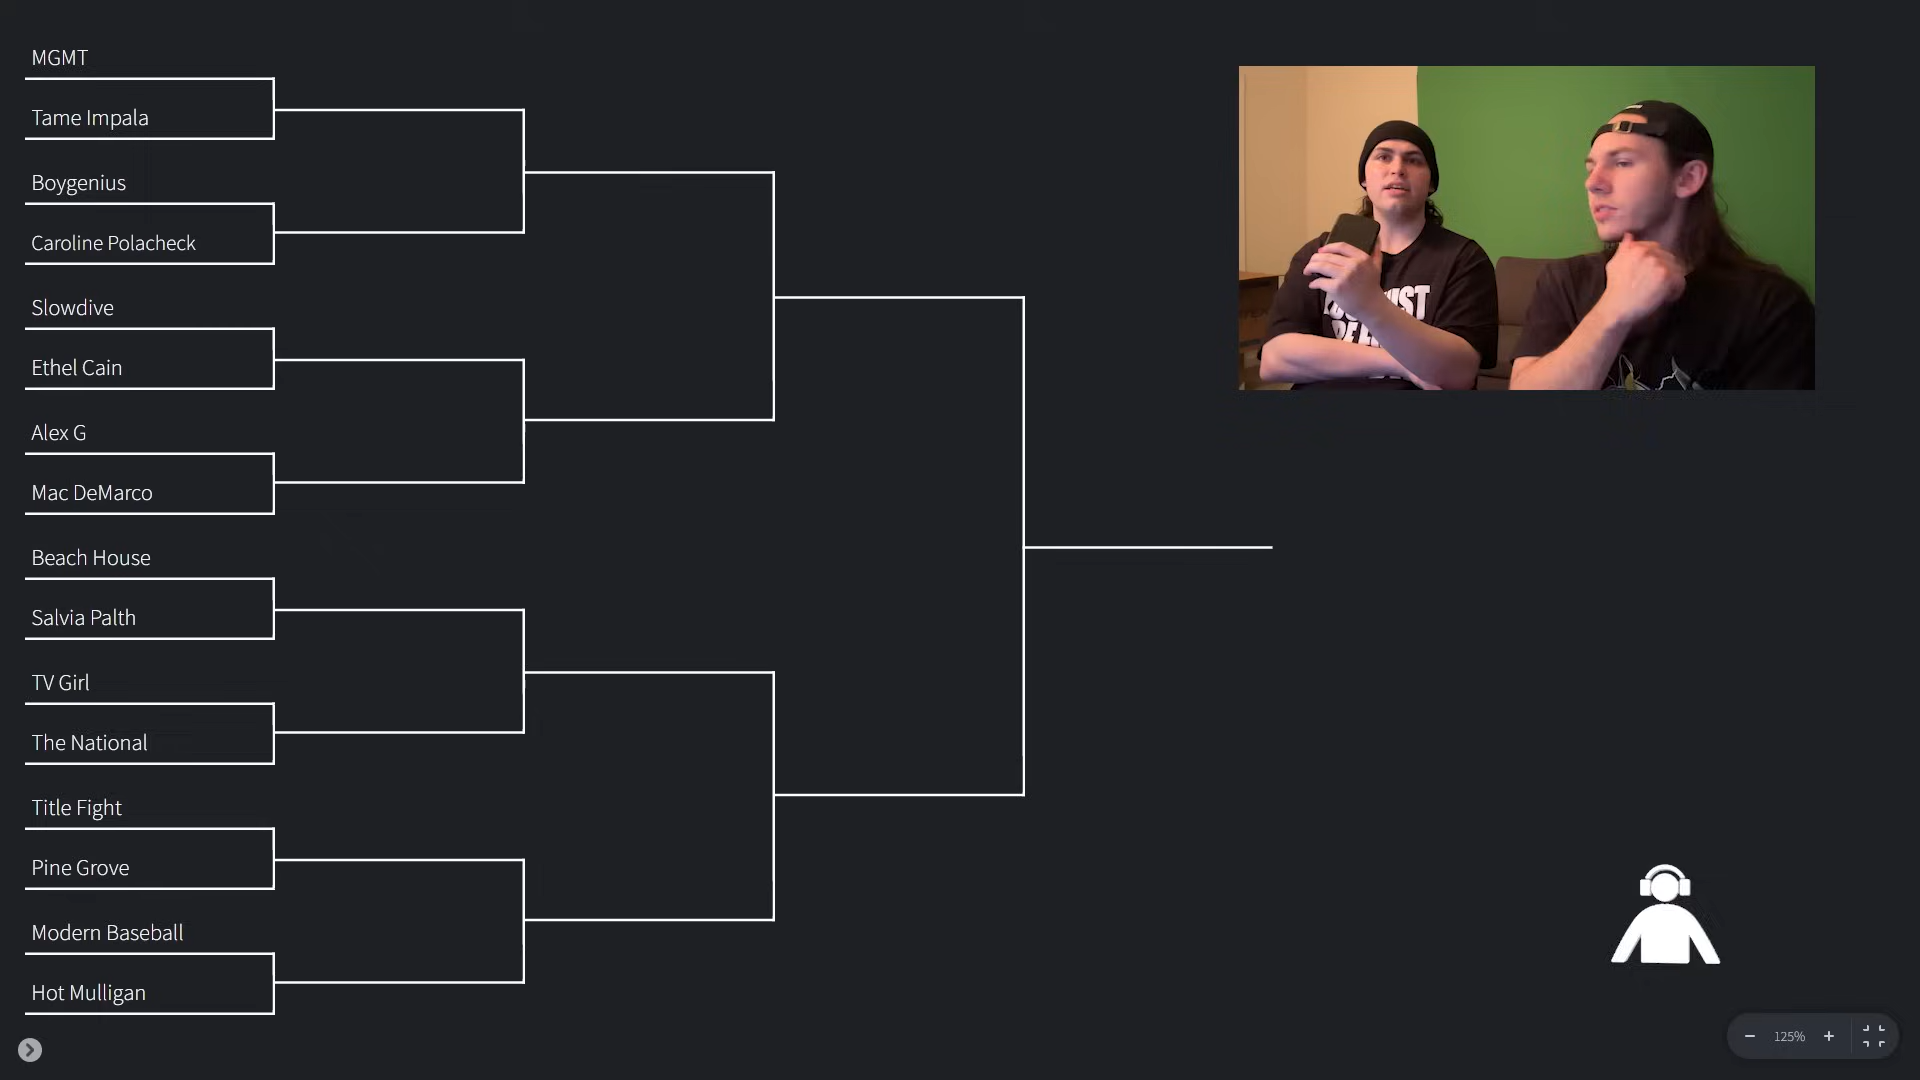 MGMT
Tame Impala
Boygenius
Caroline Polacheck
Slowdive
Ethel Cain
Alex G
Mac DeMarco
Beach House
Salvia Palth
TV Girl
The National
Title Fight
Pine Grove
Modern Baseball
Hot Mulligan
125%